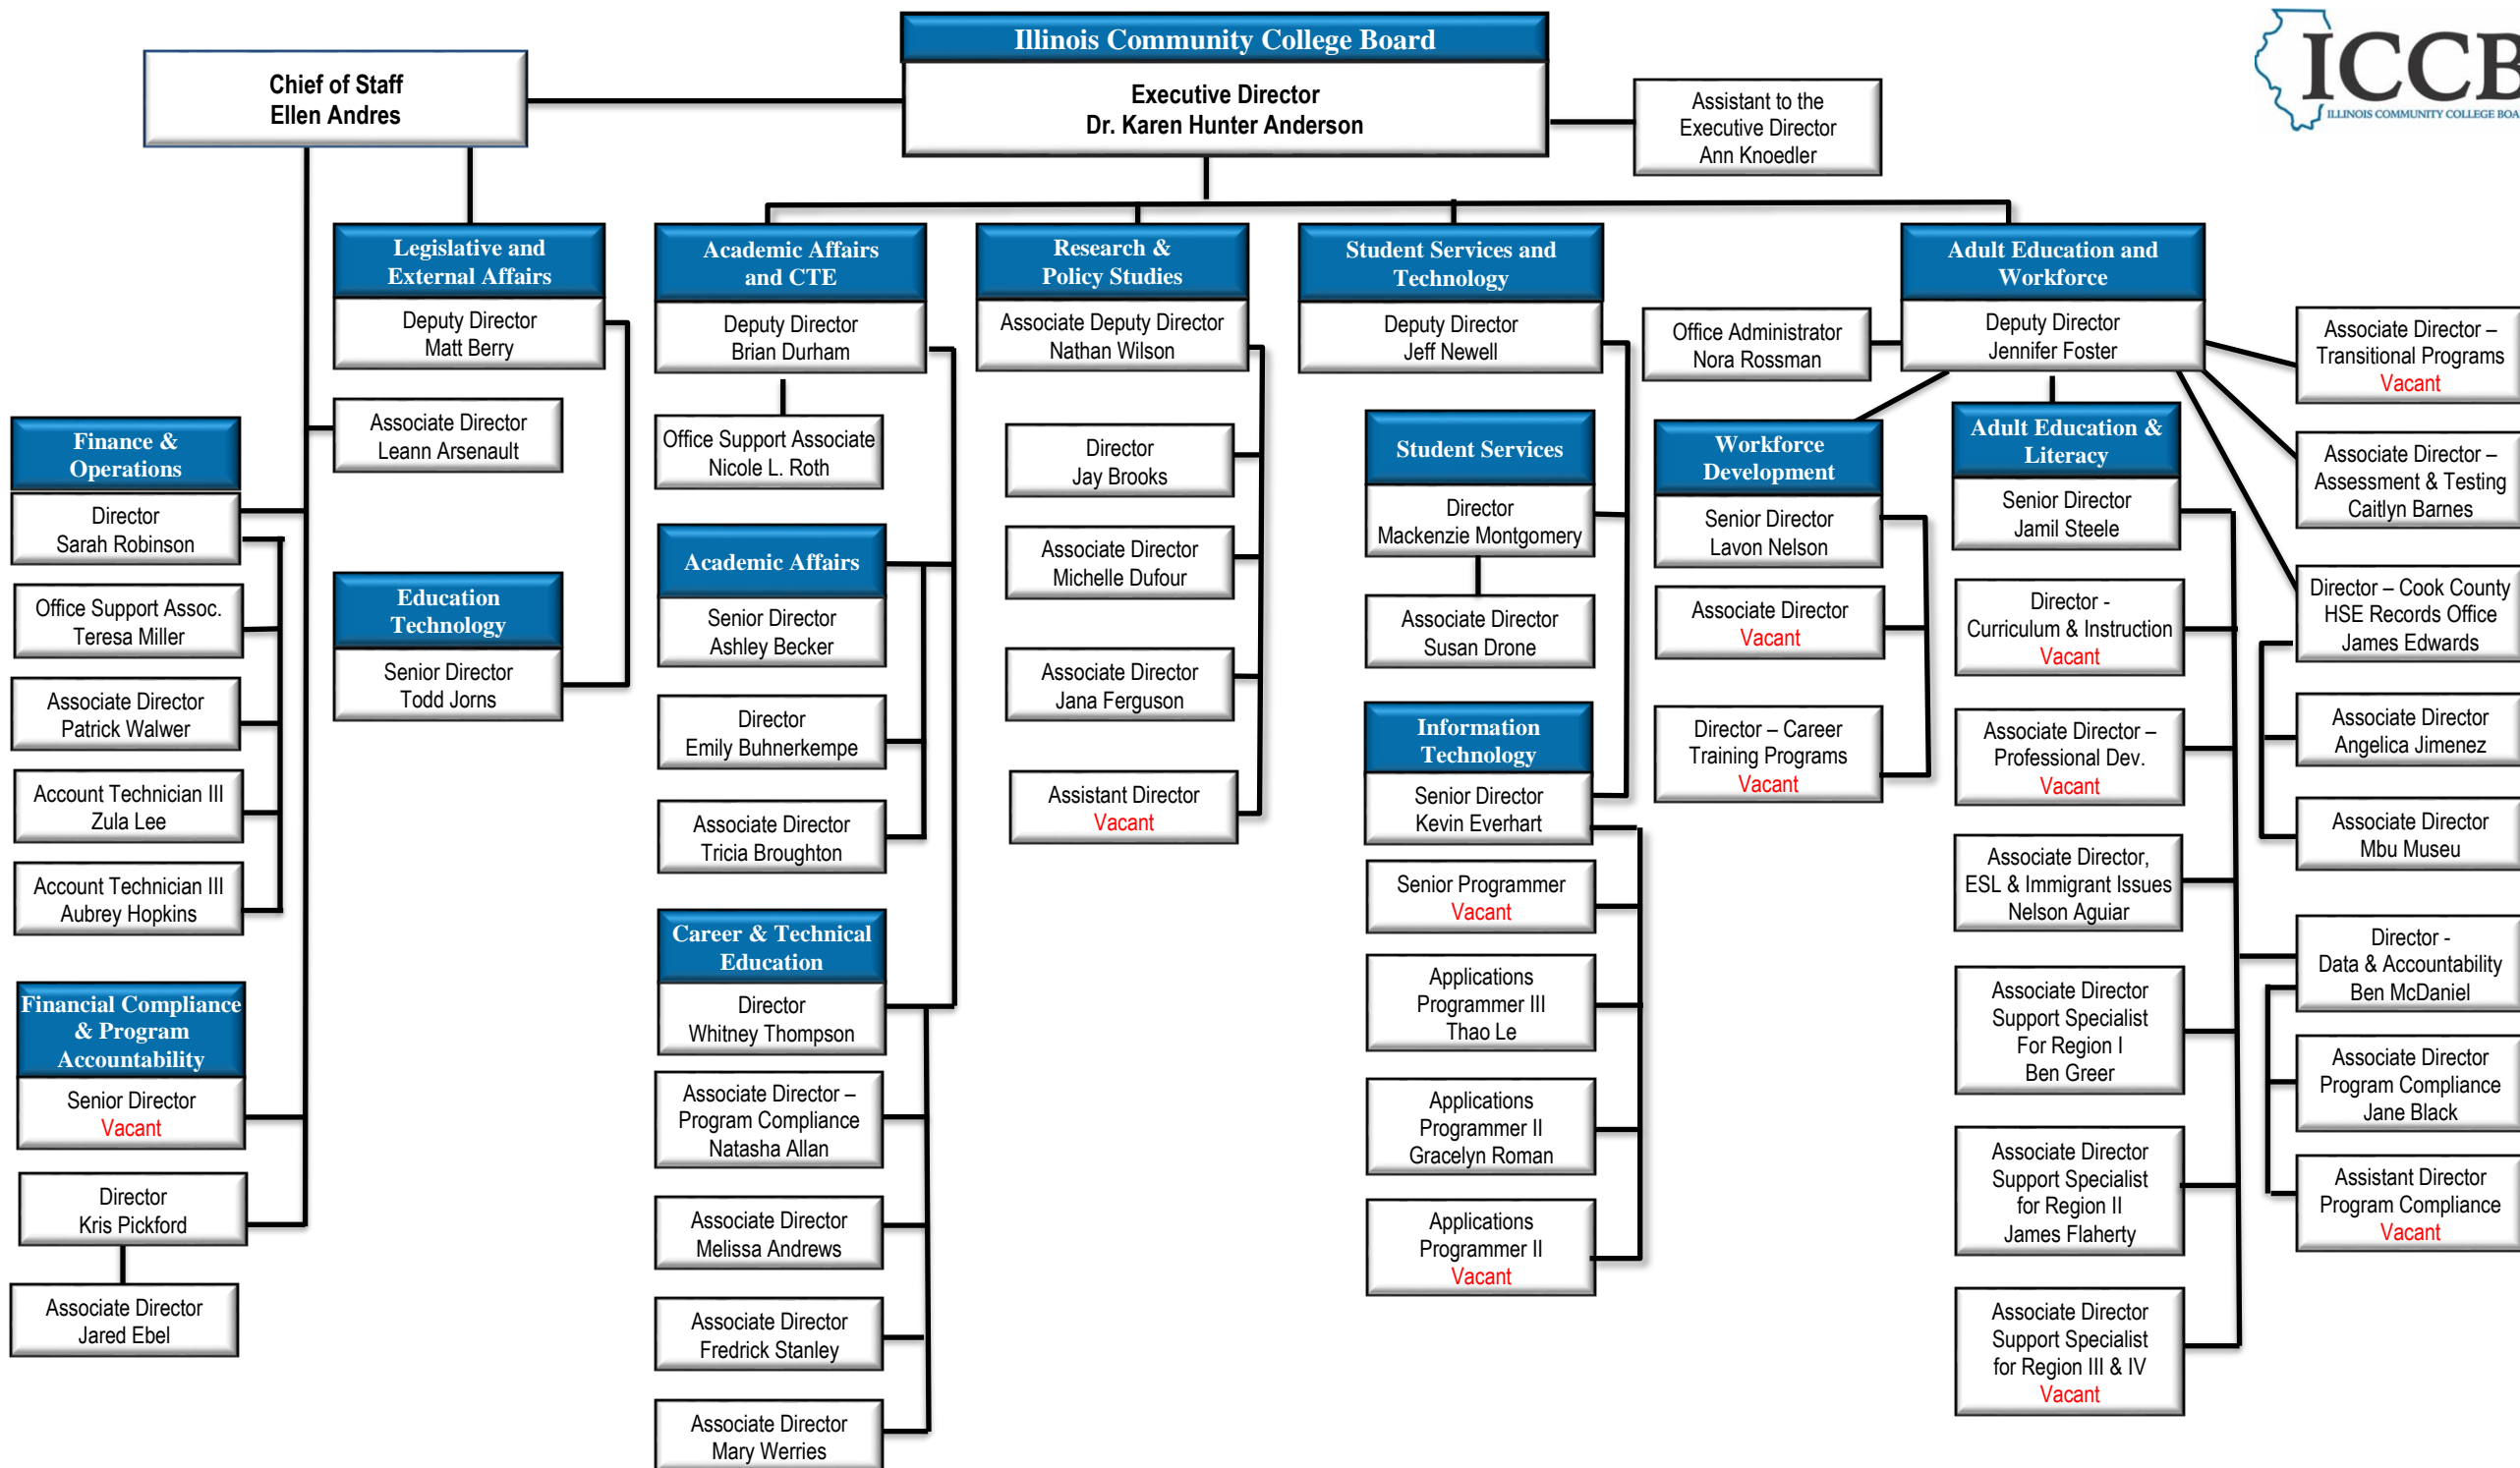 Illinois Community College Board
Executive Director
Dr. Karen Hunter Anderson
Chief of Staff
Ellen Andres
Assistant to the
Executive Director
Ann Knoedler
ICCB
ILLINOIS COMMUNITY COLLEGE BOA
Legislative and
External Affairs
Deputy Director
Matt Berry
Associate Director
Leann Arsenault
Education
Technology
Senior Director
Todd Jorns
Finance &
Operations
Director
Sarah Robinson
Office Support Assoc.
Teresa Miller
Associate Director
Patrick Walwer
Account Technician III
Zula Lee
Account Technician III
Aubrey Hopkins
Financial Compliance
& Program
Accountability
Senior Director
Vacant
Director
Kris Pickford
Associate Director
Jared Ebel
Academic Affairs
and CTE
Deputy Director
Brian Durham
Office Support Associate
Nicole L. Roth
Academic Affairs
Senior Director
Ashley Becker
Director
Emily Buhnerkempe
Associate Director
Tricia Broughton
Career & Technical
Education
Director
Whitney Thompson
Associate Director –
Program Compliance
Natasha Allan
Associate Director
Melissa Andrews
Associate Director
Fredrick Stanley
Associate Director
Mary Werries
Research &
Policy Studies
Associate Deputy Director
Nathan Wilson
Director
Jay Brooks
Associate Director
Michelle Dufour
Associate Director
Jana Ferguson
Assistant Director
Vacant
Student Services and
Technology
Deputy Director
Jeff Newell
Student Services
Director
Mackenzie Montgomery
Associate Director
Susan Drone
Information
Technology
Senior Director
Kevin Everhart
Senior Programmer
Vacant
Applications
Programmer III
Thao Le
Applications
Programmer II
Gracelyn Roman
Applications
Programmer II
Vacant
Adult Education and
Workforce
Deputy Director
Jennifer Foster
Office Administrator
Nora Rossman
Workforce
Development
Senior Director
Lavon Nelson
Associate Director
Vacant
Director – Career
Training Programs
Vacant
Adult Education &
Literacy
Senior Director
Jamil Steele
Director -
Curriculum & Instruction
Vacant
Associate Director –
Professional Dev.
Vacant
Associate Director,
ESL & Immigrant Issues
Nelson Aguiar
Associate Director
Support Specialist
For Region I
Ben Greer
Associate Director
Support Specialist
for Region II
James Flaherty
Associate Director
Support Specialist
for Region III & IV
Vacant
Associate Director –
Transitional Programs
Vacant
Associate Director –
Assessment & Testing
Caitlyn Barnes
Director – Cook County
HSE Records Office
James Edwards
Associate Director
Angelica Jimenez
Associate Director
Mbu Museu
Director -
Data & Accountability
Ben McDaniel
Associate Director
Program Compliance
Jane Black
Assistant Director
Program Compliance
Vacant